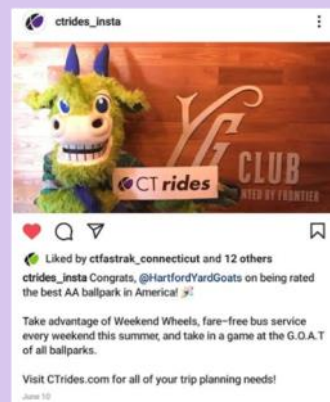 ctrides_insta
YG
CLUB
NTED BY FRONTIER
CTrides
Liked by ctfastrak_connecticut and 12 others
ctrides_insta Congrats, @HartfordYardGoats on being rated
the best AA ballpark in America! 🎉
Take advantage of Weekend Wheels, fare-free bus service
every weekend this summer, and take in a game at the G.O.A.T
of all ballparks.
Visit CTrides.com for all of your trip planning needs!
June 10